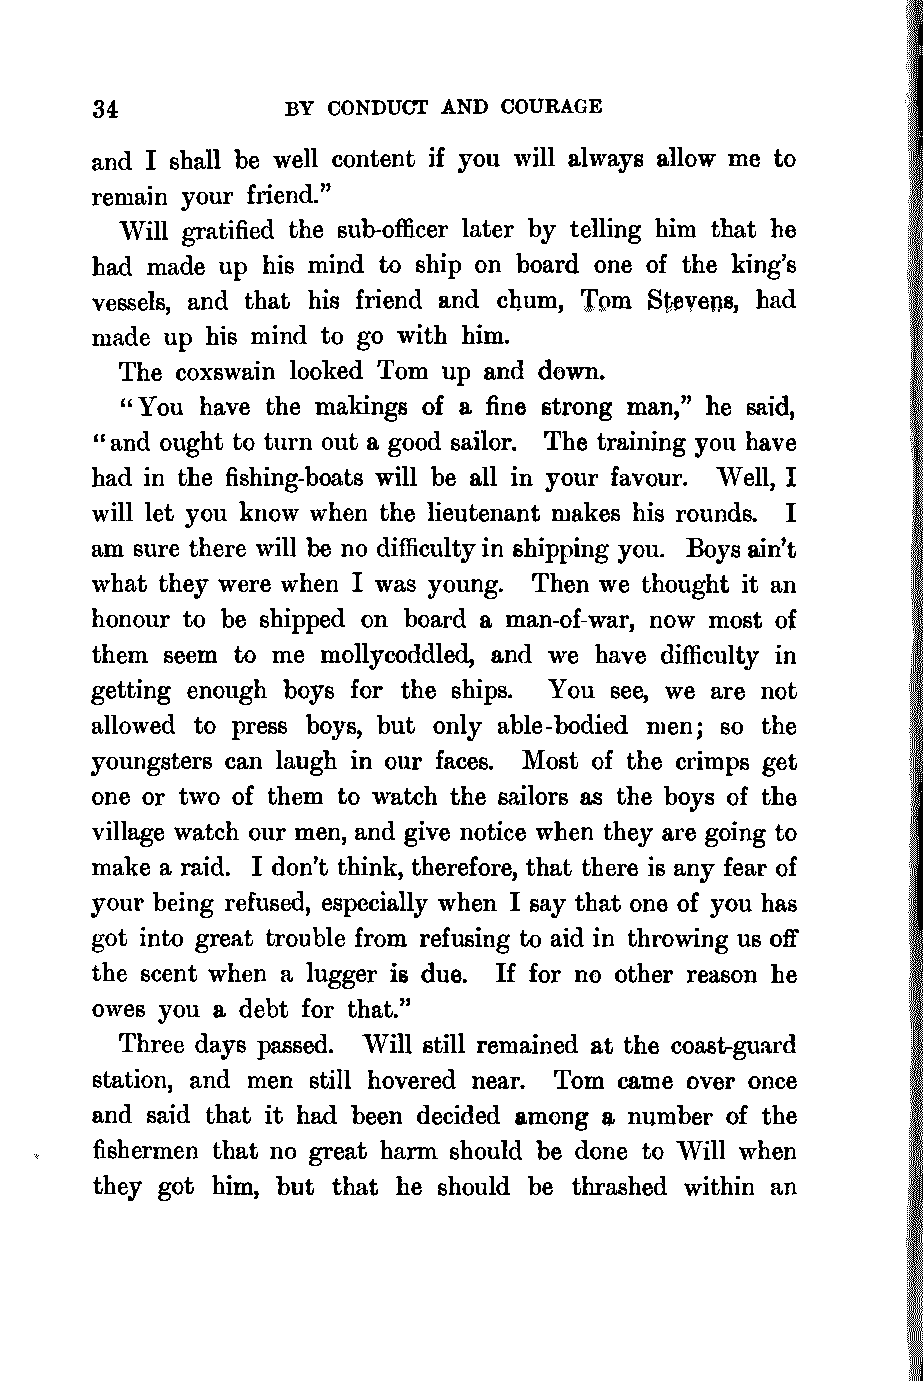 34 BY CONDUCT AND COURAGE
and I shall be well content if you will always allow me to
remain your friend."
Will gratified the sub-officer later by telling him that he
had made up his mind to ship on board one of the king's
vessels, and that his friend and chum, Tom Stevens, had
made up his mind to go with him.
The coxswain looked Tom up and down.
"You have the makings of a fine strong man," he said,
"and ought to turn out a good sailor. The training you have
had in the fishing-boats will be all in your favour. Well, I
will let you know when the lieutenant makes his rounds. I
am sure there will be no difficulty in shipping you. Boys ain't
what they were when I was young. Then we thought it an
honour to be shipped on board a man-of-war, now most of
them seem to me mollycoddled, and we have difficulty in
getting enough boys for the ships. You see, we are not
allowed to press boys, but only able-bodied men; so the
youngsters can laugh in our faces. Most of the crimps get
one or two of them to watch the sailors as the boys of the
village watch our men, and give notice when they are going to
make a raid. I don't think, therefore, that there is any fear of
your being refused, especially when I say that one of you has
got into great trouble from refusing to aid in throwing us off
the scent when a lugger is due. If for no other reason he
owes you a debt for that."
Three days passed. Will still remained at the coast-guard
station, and men still hovered near. Tom came over once
and said that it had been decided among a number of the
fishermen that no great harm should be done to Will when
they got him, but that he should be thrashed within an